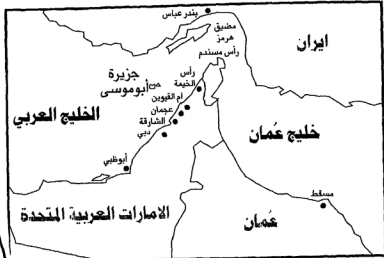 بندر عباس
مضيق
هرمز
ايران
رأس مسندم
رأس
الخيمة
جزيرة
أبوموسى
ام القيوين
عجمان
الشارقة
دبي
الخليج العربي
خليج عُمان
أبوظبي
مسقط
الامارات العربية المتحدة
عُمان